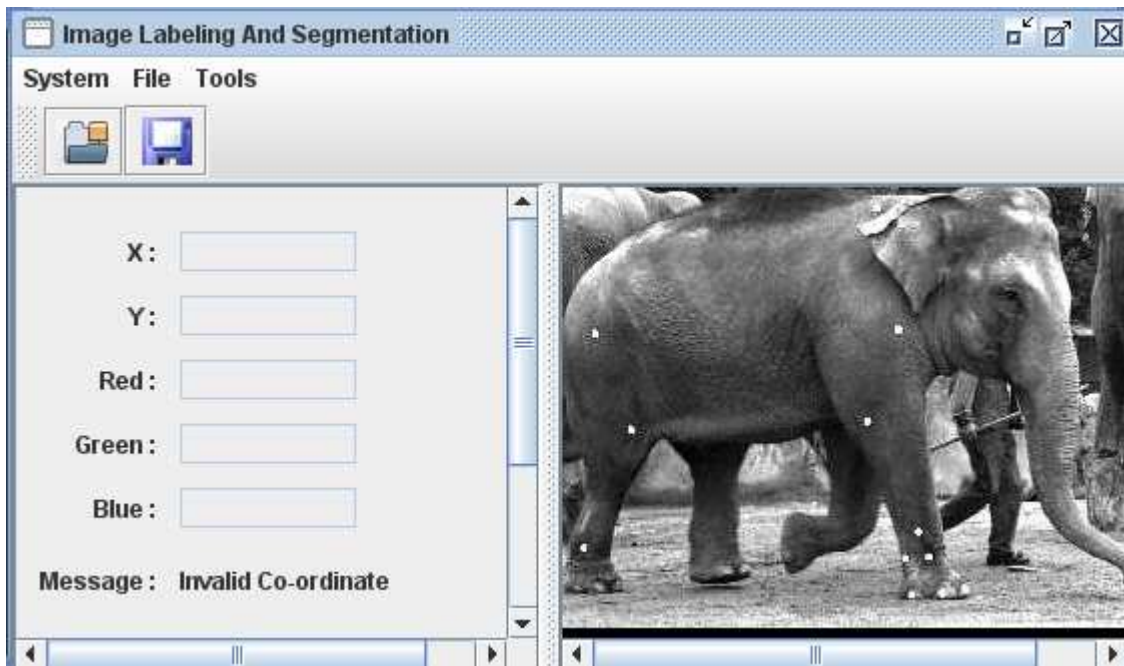 Image Labeling And Segmentation
System File Tools
X :
Y :
Red :
Green :
Blue :
Message : Invalid Co-ordinate